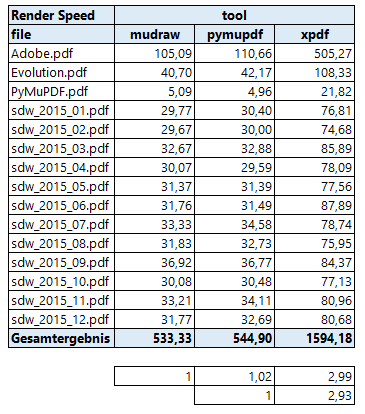 Render Speed tool
file mudraw pymupdf xpdf
Adobe.pdf 105,09 110,66 505,27
Evolution.pdf 40,70 42,17 108,33
PyMuPDF.pdf 5,09 4,96 21,82
sdw_2015_01.pdf 29,77 30,40 76,81
sdw_2015_02.pdf 29,67 30,00 74,68
sdw_2015_03.pdf 32,67 32,88 85,89
sdw_2015_04.pdf 30,07 29,59 78,09
sdw_2015_05.pdf 31,37 31,39 77,56
sdw_2015_06.pdf 31,76 31,49 87,89
sdw_2015_07.pdf 33,33 34,58 78,74
sdw_2015_08.pdf 31,83 32,73 75,95
sdw_2015_09.pdf 36,92 36,77 84,37
sdw_2015_10.pdf 30,08 30,48 77,13
sdw_2015_11.pdf 33,21 34,11 80,96
sdw_2015_12.pdf 31,77 32,69 80,68
Gesamtergebnis 533,33 544,90 1594,18
1 1,02 2,99
1 2,93